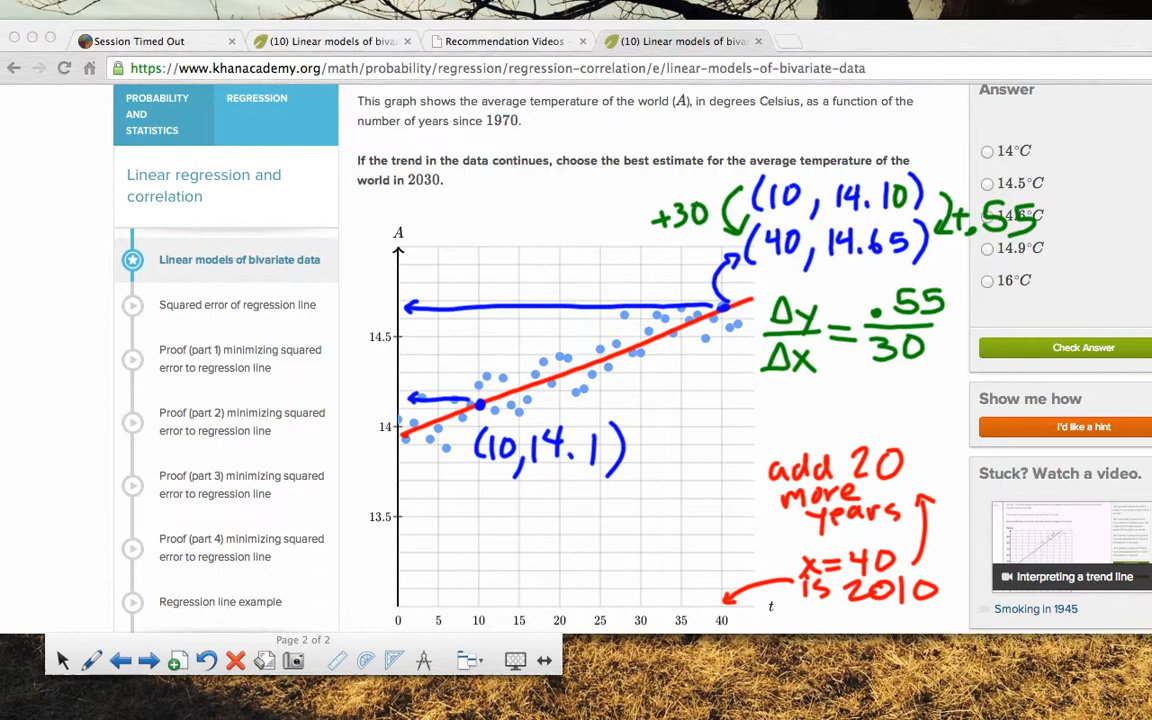 Session Timed Out
(10) Linear models of biva
Recommendation Videos
(10) Linear models of biva
https://www.khanacademy.org/math/probability/regression/regression-correlation/e/linear-models-of-bivariate-data
PROBABILITY
AND
STATISTICS
REGRESSION
Linear regression and
correlation
Linear models of bivariate data
Squared error of regression line
Proof (part 1) minimizing squared
error to regression line
Proof (part 2) minimizing squared
error to regression line
Proof (part 3) minimizing squared
error to regression line
Proof (part 4) minimizing squared
error to regression line
Regression line example
This graph shows the average temperature of the world (A), in degrees Celsius, as a function of the
number of years since 1970.
If the trend in the data continues, choose the best estimate for the average temperature of the
world in 2030.
+30
(10, 14.10)
(40, 14.65)
+.55
Δy/Δx = .55/30
A
14.5
14
13.5
0 5 10 15 20 25 30 35 40
t
(10,14.1)
add 20
more
years
x=40
is 2010
Answer
14°C
14.5°C
14.9°C
16°C
Check Answer
Show me how
I'd like a hint
Stuck? Watch a video.
Interpreting a trend line
Smoking in 1945
Page 2 of 2